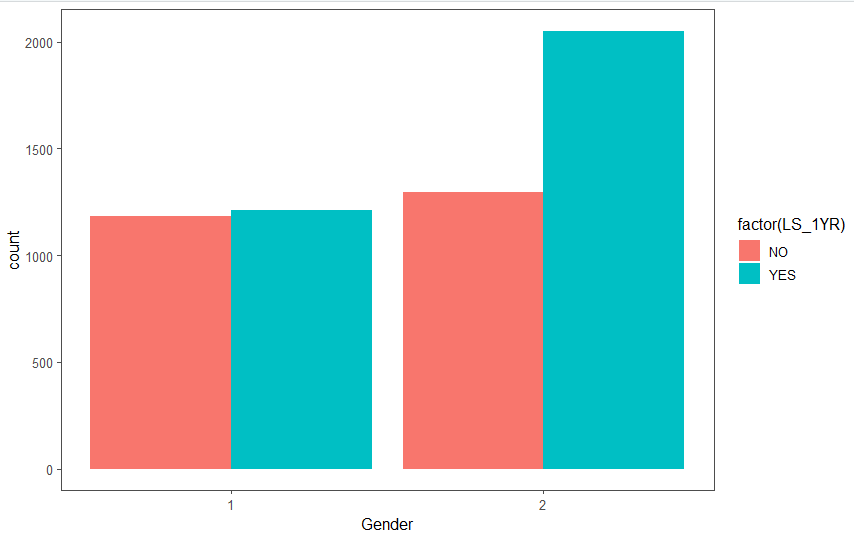 2000
1500
1000
500
0
count
1
2
Gender
factor(LS_1YR)
NO
YES